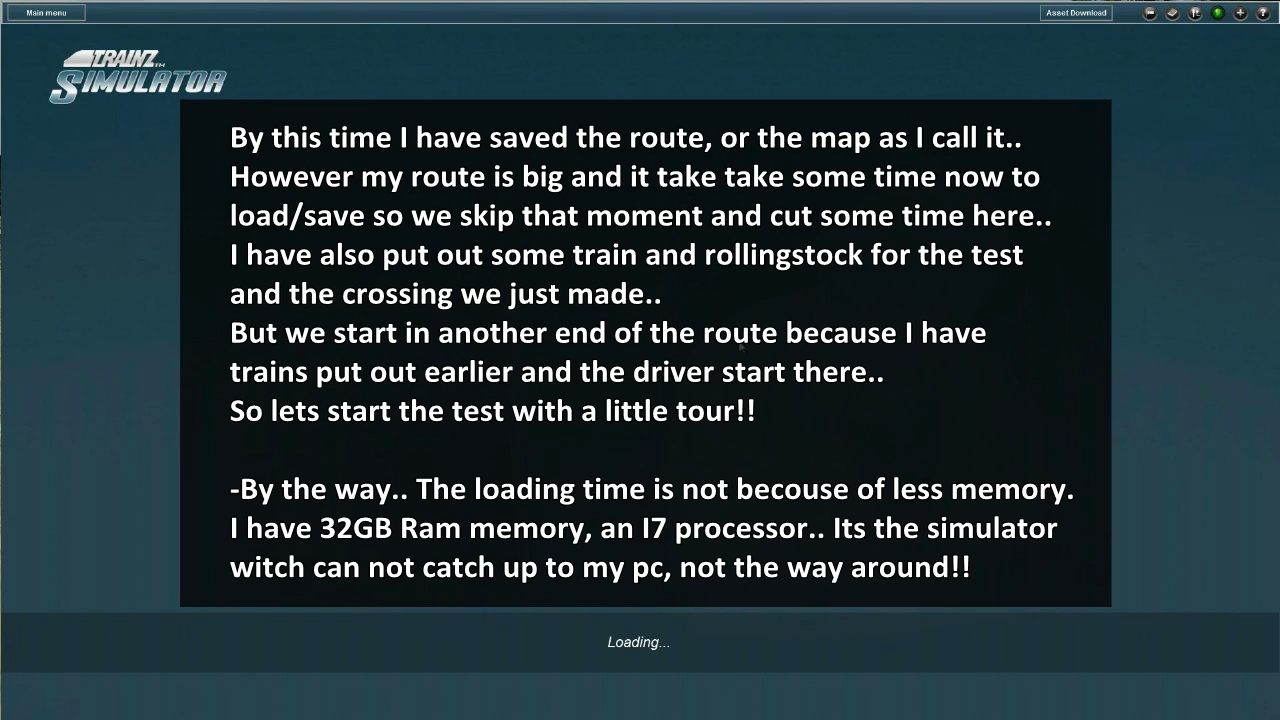 Main menu
Asset Download
TRAINZ™
SIMULATOR
By this time I have saved the route, or the map as I call it..
However my route is big and it take take some time now to
load/save so we skip that moment and cut some time here..
I have also put out some train and rollingstock for the test
and the crossing we just made..
But we start in another end of the route because I have
trains put out earlier and the driver start there..
So lets start the test with a little tour!!
-By the way.. The loading time is not becouse of less memory.
I have 32GB Ram memory, an I7 processor.. Its the simulator
witch can not catch up to my pc, not the way around!!
Loading...